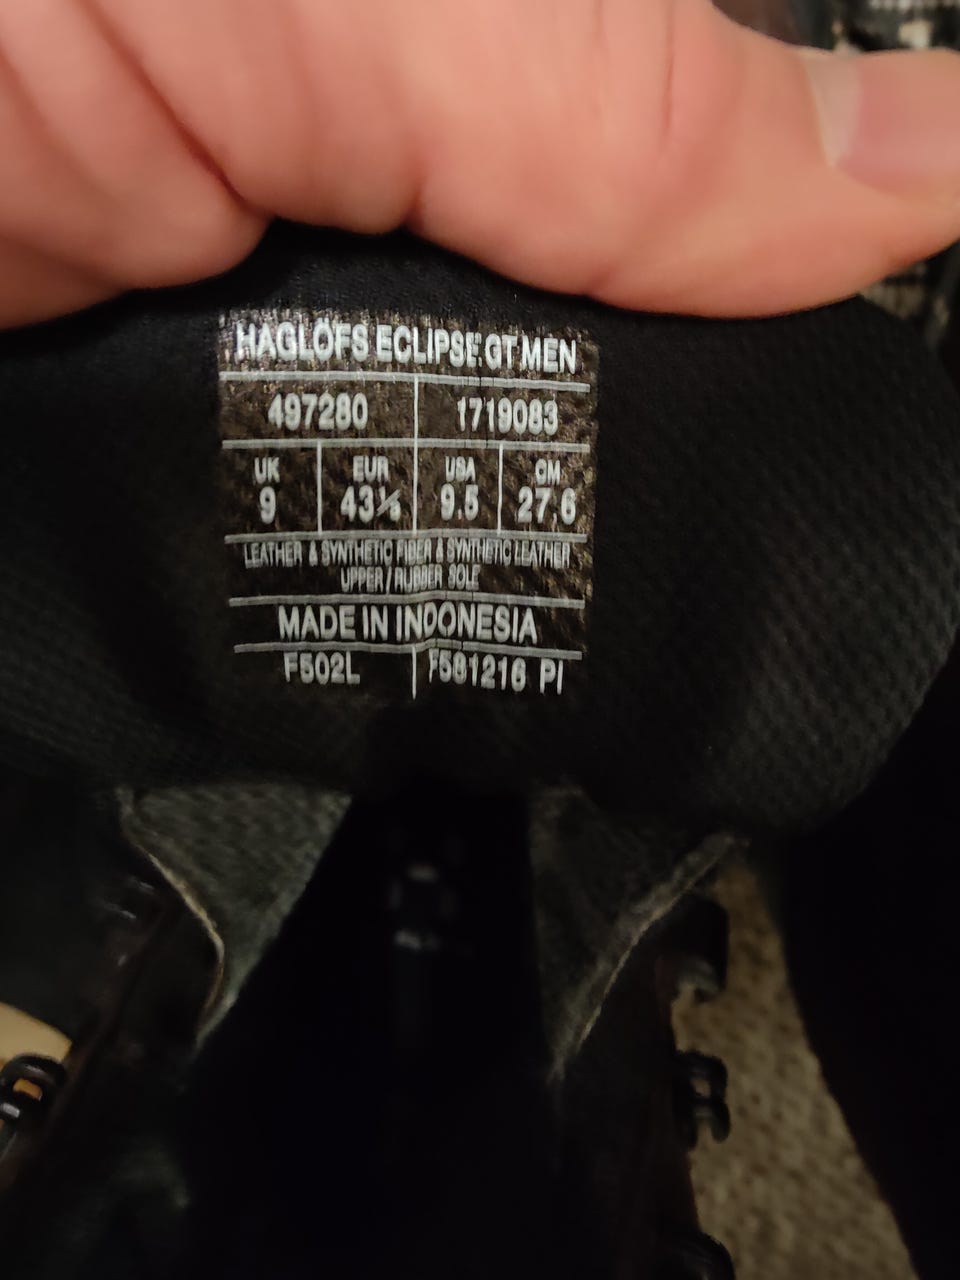 HAGLÖFS ECLIPSE GT MEN
497280 1719083
UK EUR USA CM
9 43⅓ 9.5 27.6
LEATHER & SYNTHETIC FIBER & SYNTHETIC LEATHER
UPPER / RUBBER SOLE
MADE IN INDONESIA
F502L F581216 PI